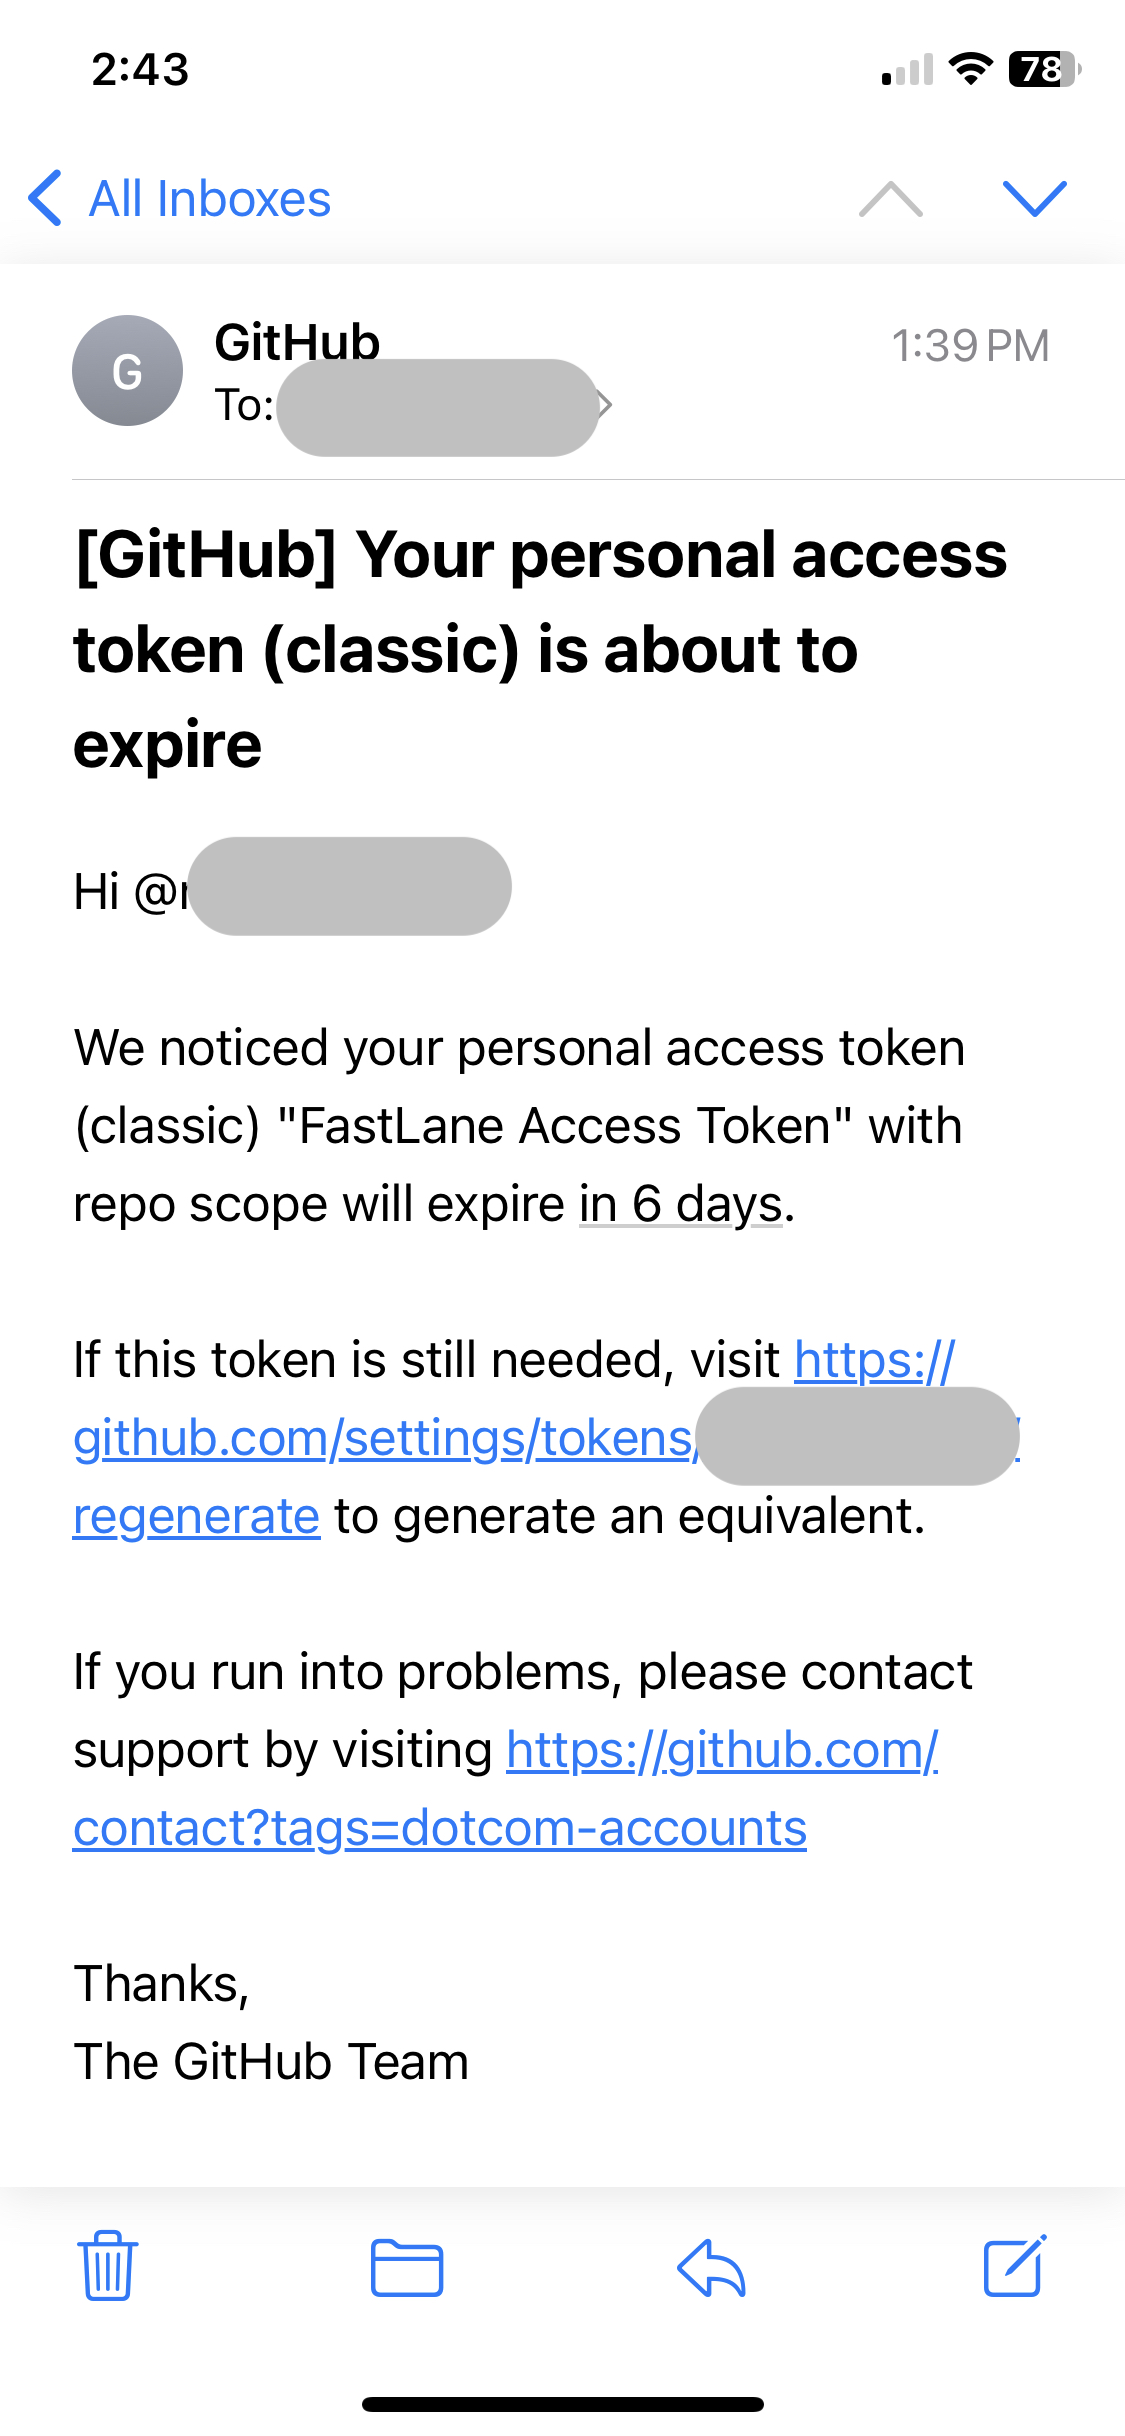 2:43
78
All Inboxes
G
GitHub
1:39 PM
To:
[GitHub] Your personal access
token (classic) is about to
expire
Hi @
We noticed your personal access token
(classic) "FastLane Access Token" with
repo scope will expire in 6 days.
If this token is still needed, visit https://
github.com/settings/tokens/
regenerate to generate an equivalent.
If you run into problems, please contact
support by visiting https://github.com/
contact?tags=dotcom-accounts
Thanks,
The GitHub Team